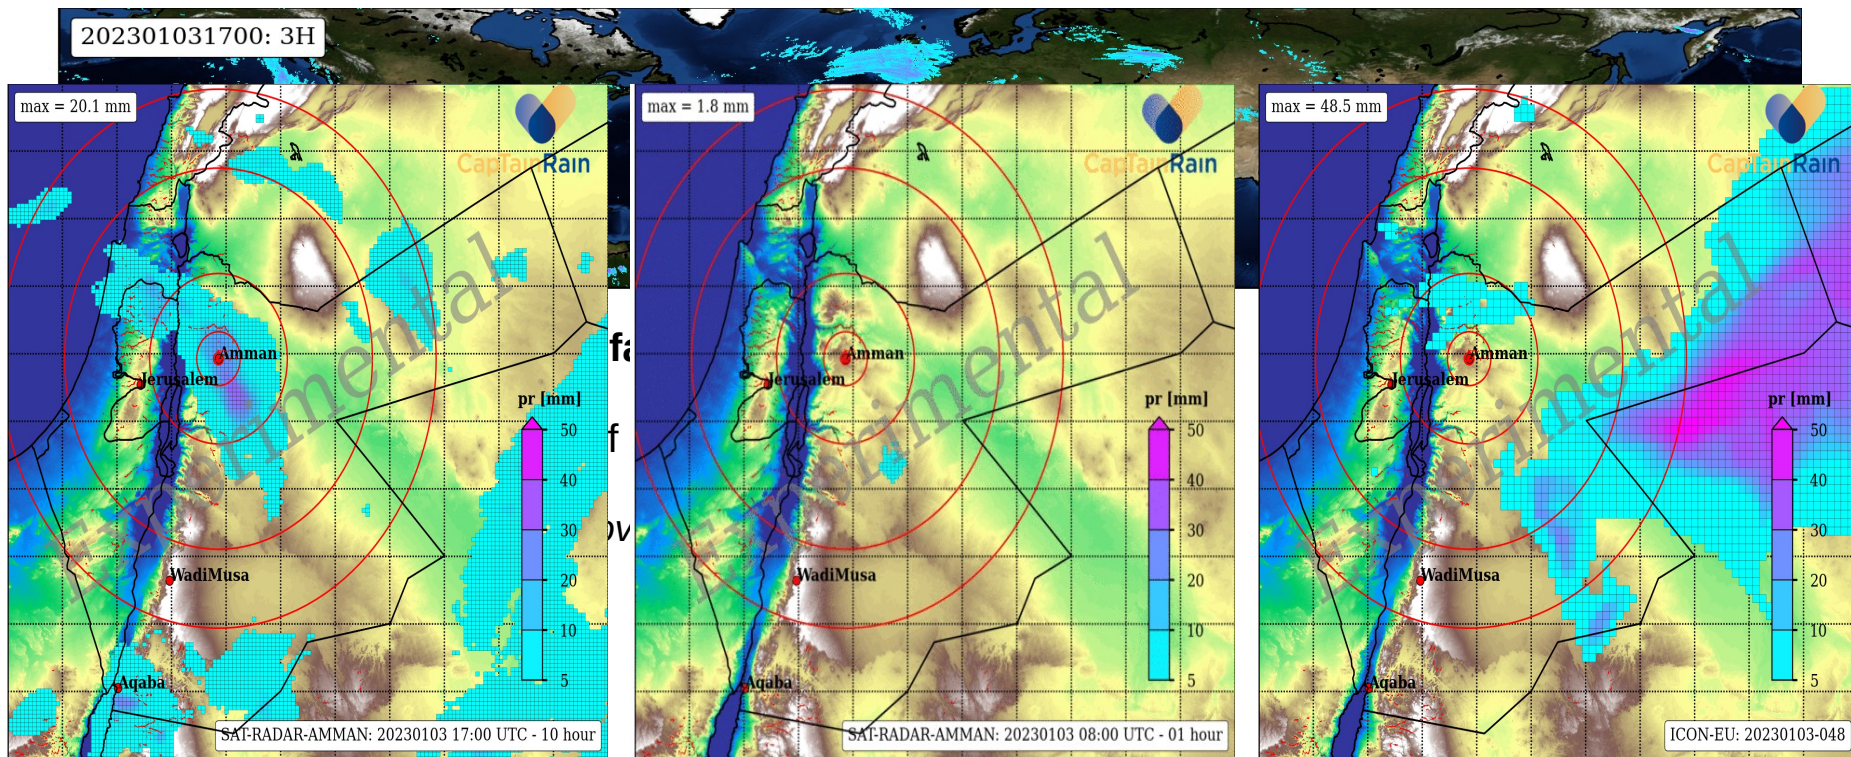 202301031700: 3H
max = 20.1 mm
CapTainRain
Experimental
Amman
Jerusalem
pr [mm]
50
40
30
20
10
5
WadiMusa
Aqaba
SAT-RADAR-AMMAN: 20230103 17:00 UTC - 10 hour
fa
f
ov
max = 1.8 mm
CapTainRain
Experimental
Amman
Jerusalem
pr [mm]
50
40
30
20
10
5
WadiMusa
Aqaba
SAT-RADAR-AMMAN: 20230103 08:00 UTC - 01 hour
max = 48.5 mm
CapTainRain
Experimental
Amman
Jerusalem
pr [mm]
50
40
30
20
10
5
WadiMusa
Aqaba
ICON-EU: 20230103-048